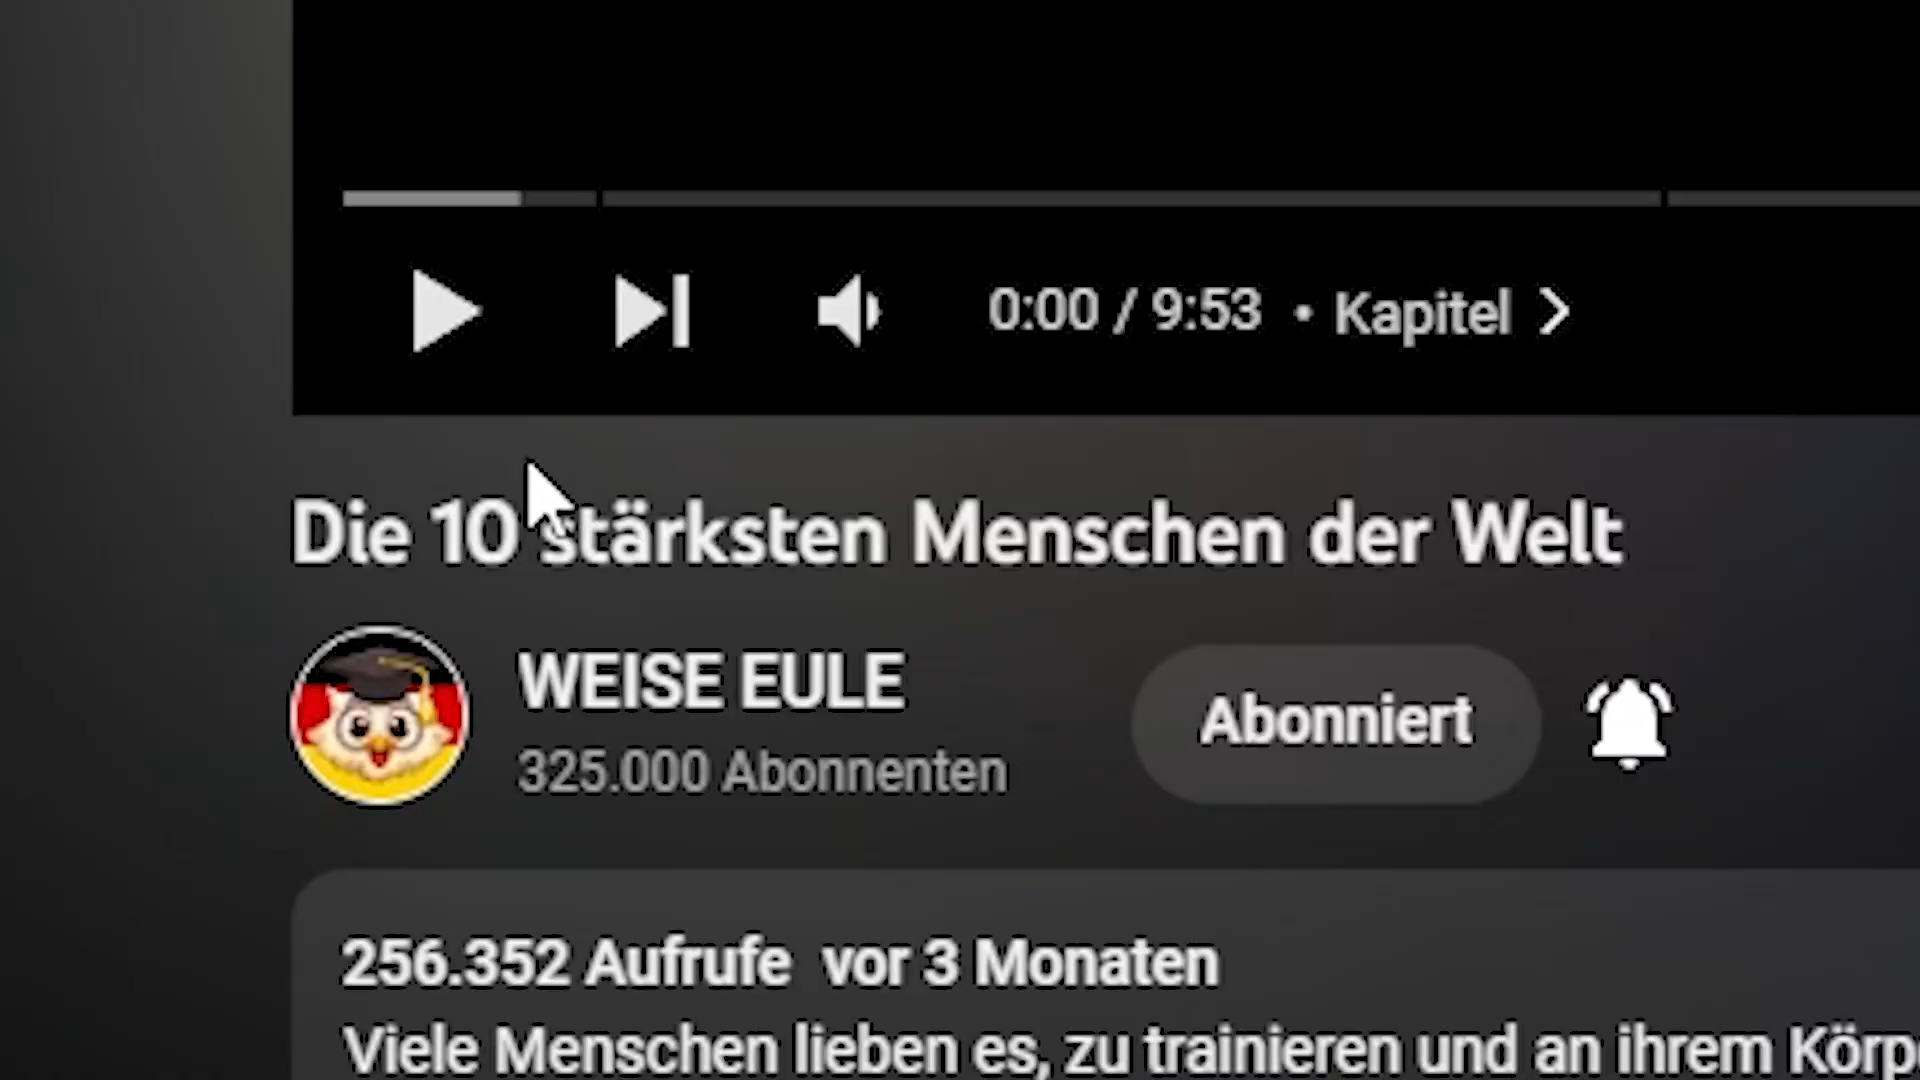 0:00 / 9:53 • Kapitel
Die 10 stärksten Menschen der Welt
WEISE EULE
325.000 Abonnenten
Abonniert
256.352 Aufrufe vor 3 Monaten
Viele Menschen lieben es, zu trainieren und an ihrem